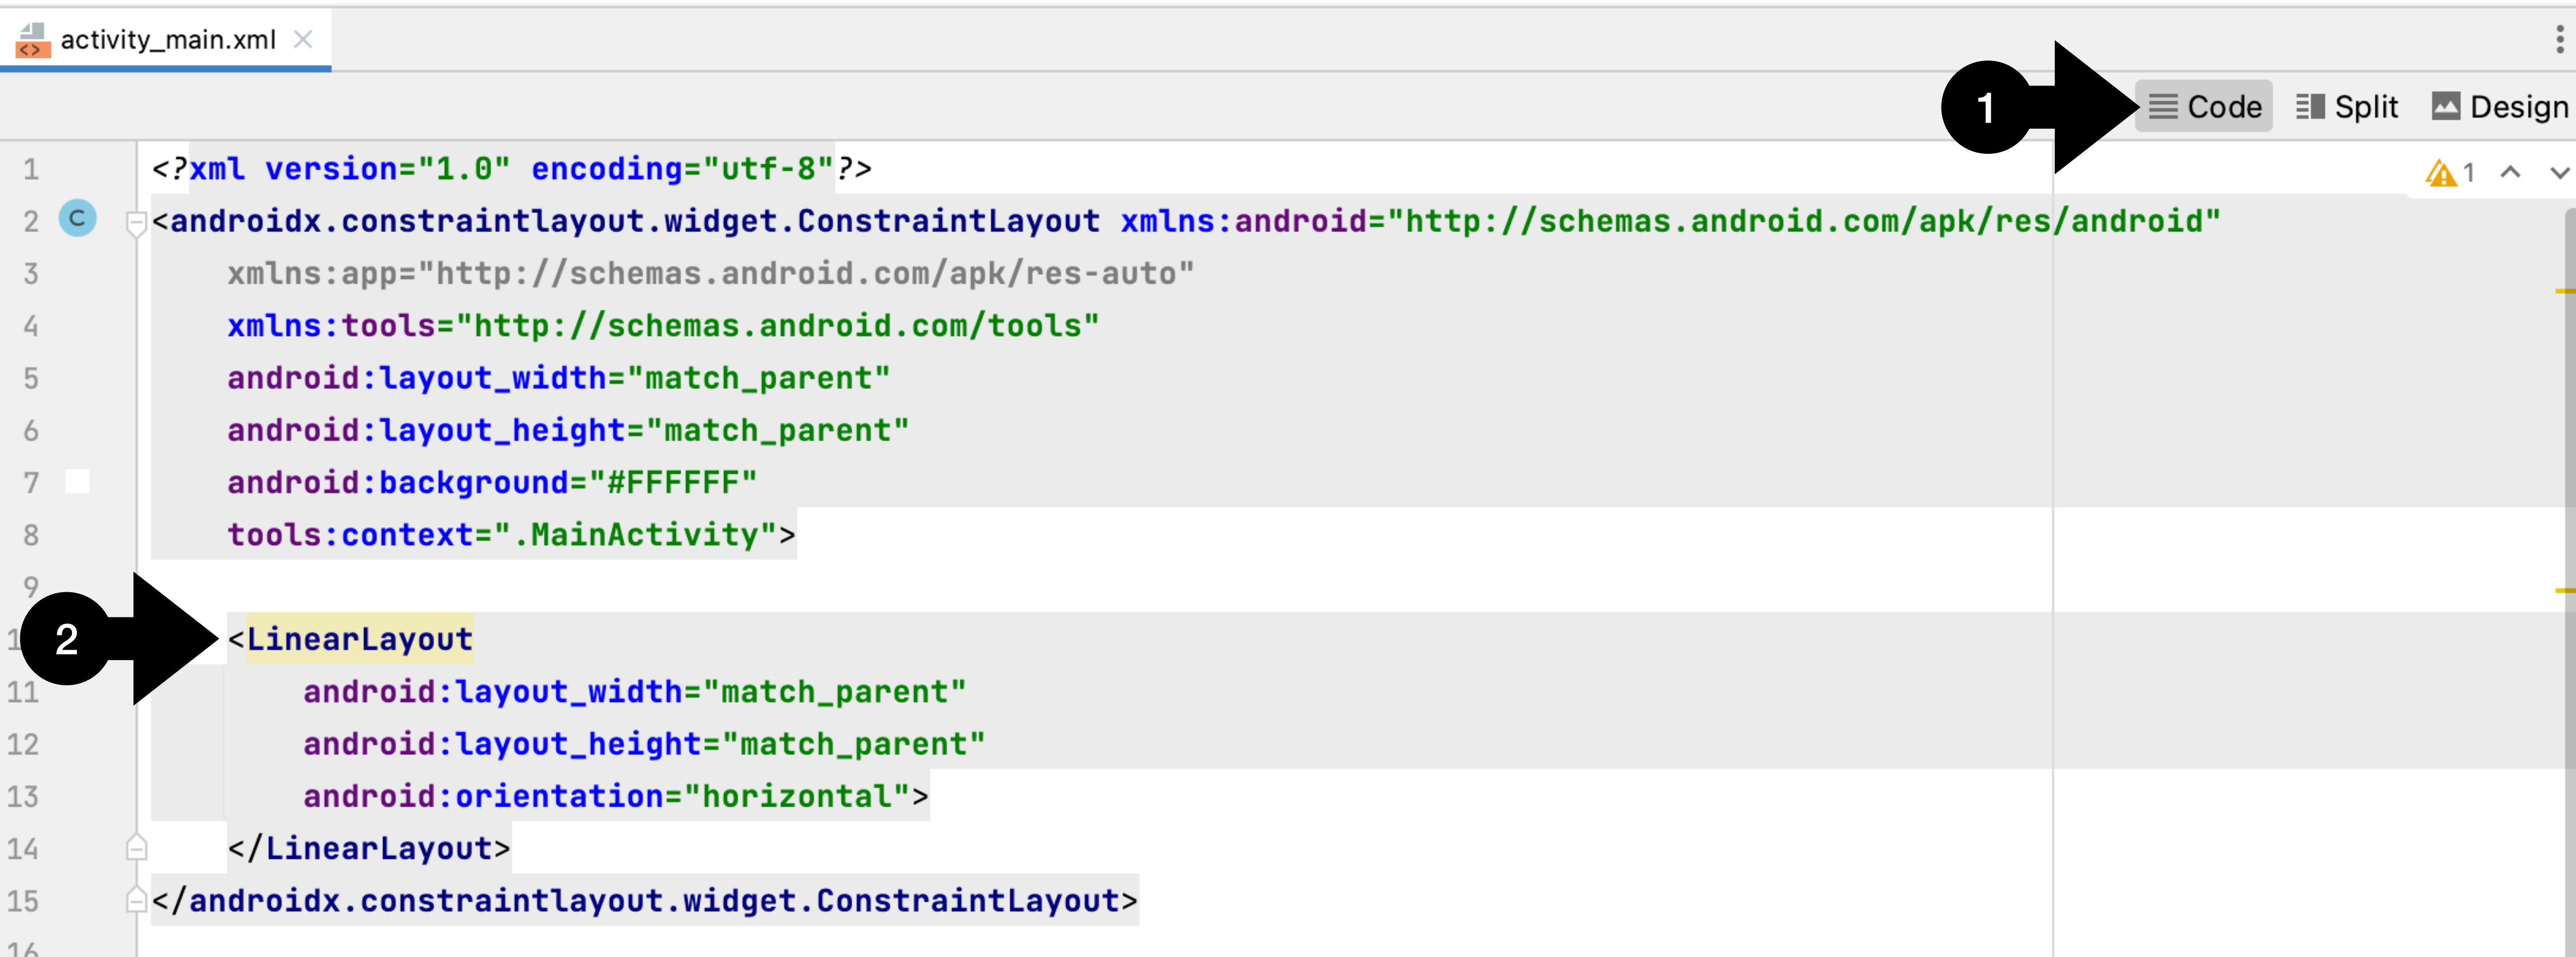 activity_main.xml
1
Code
Split
Design
1
1 <?xml version="1.0" encoding="utf-8"?>
2 C <androidx.constraintlayout.widget.ConstraintLayout xmlns:android="http://schemas.android.com/apk/res/android"
3 xmlns:app="http://schemas.android.com/apk/res-auto"
4 xmlns:tools="http://schemas.android.com/tools"
5 android:layout_width="match_parent"
6 android:layout_height="match_parent"
7 android:background="#FFFFFF"
8 tools:context=".MainActivity">
9
2 <LinearLayout
11 android:layout_width="match_parent"
12 android:layout_height="match_parent"
13 android:orientation="horizontal">
14 </LinearLayout>
15 </androidx.constraintlayout.widget.ConstraintLayout>
16